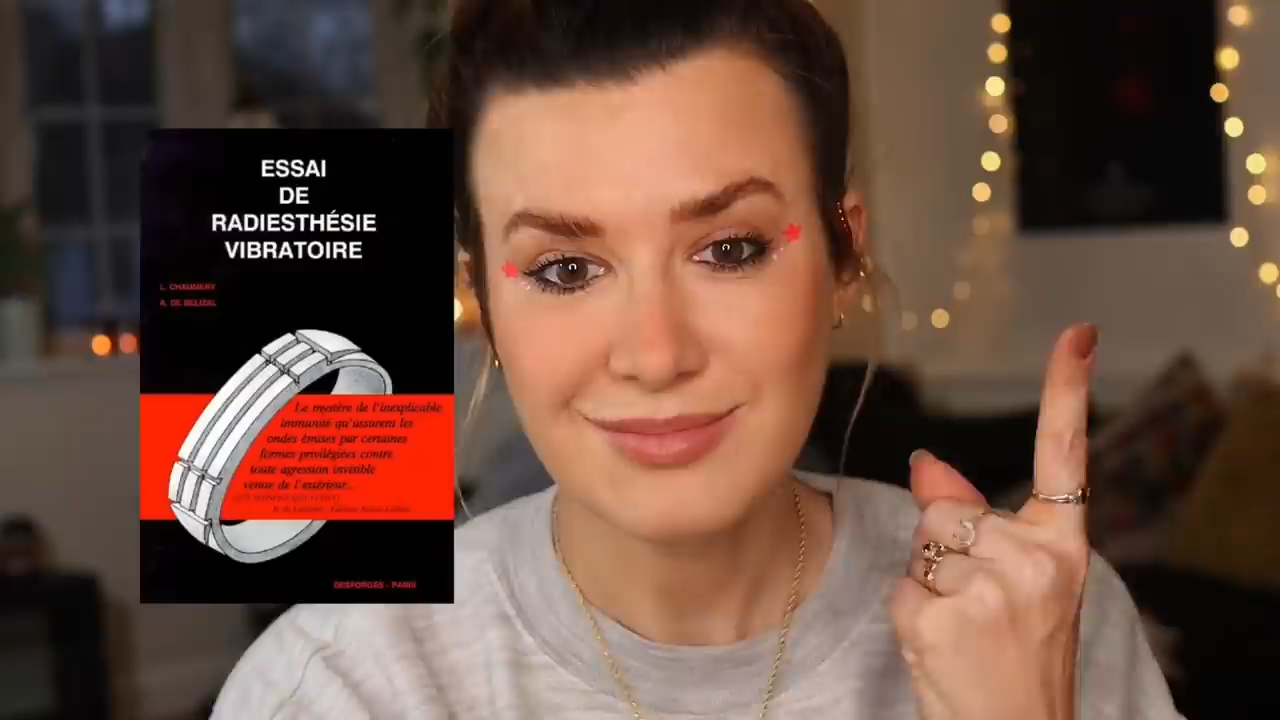 ESSAI
DE
RADIESTHÉSIE
VIBRATOIRE
L. CHAUMERY
A. DE BELIZAL
Le mystère de l'inexplicable
immunité qu'assurent les
ondes émises par certaines
formes privilégiées contre
toute agression invisible
venue de l'extérieur...
DESFORGES - PARIS